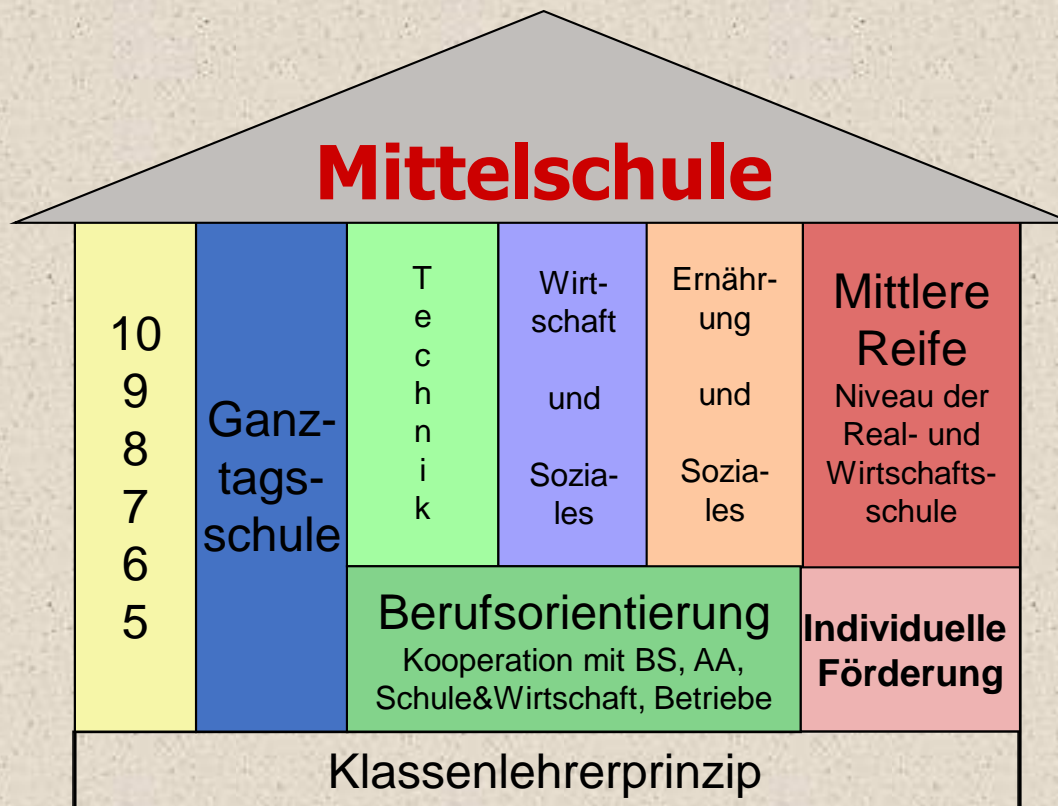 Mittelschule
10
9
8
7
6
5
Ganz-
tags-
schule
T
e
c
h
n
i
k
Wirt-
schaft
und
Sozia-
les
Ernähr-
ung
und
Sozia-
les
Mittlere
Reife
Niveau der
Real- und
Wirtschafts-
schule
Berufsorientierung
Kooperation mit BS, AA,
Schule&Wirtschaft, Betriebe
Individuelle
Förderung
Klassenlehrerprinzip